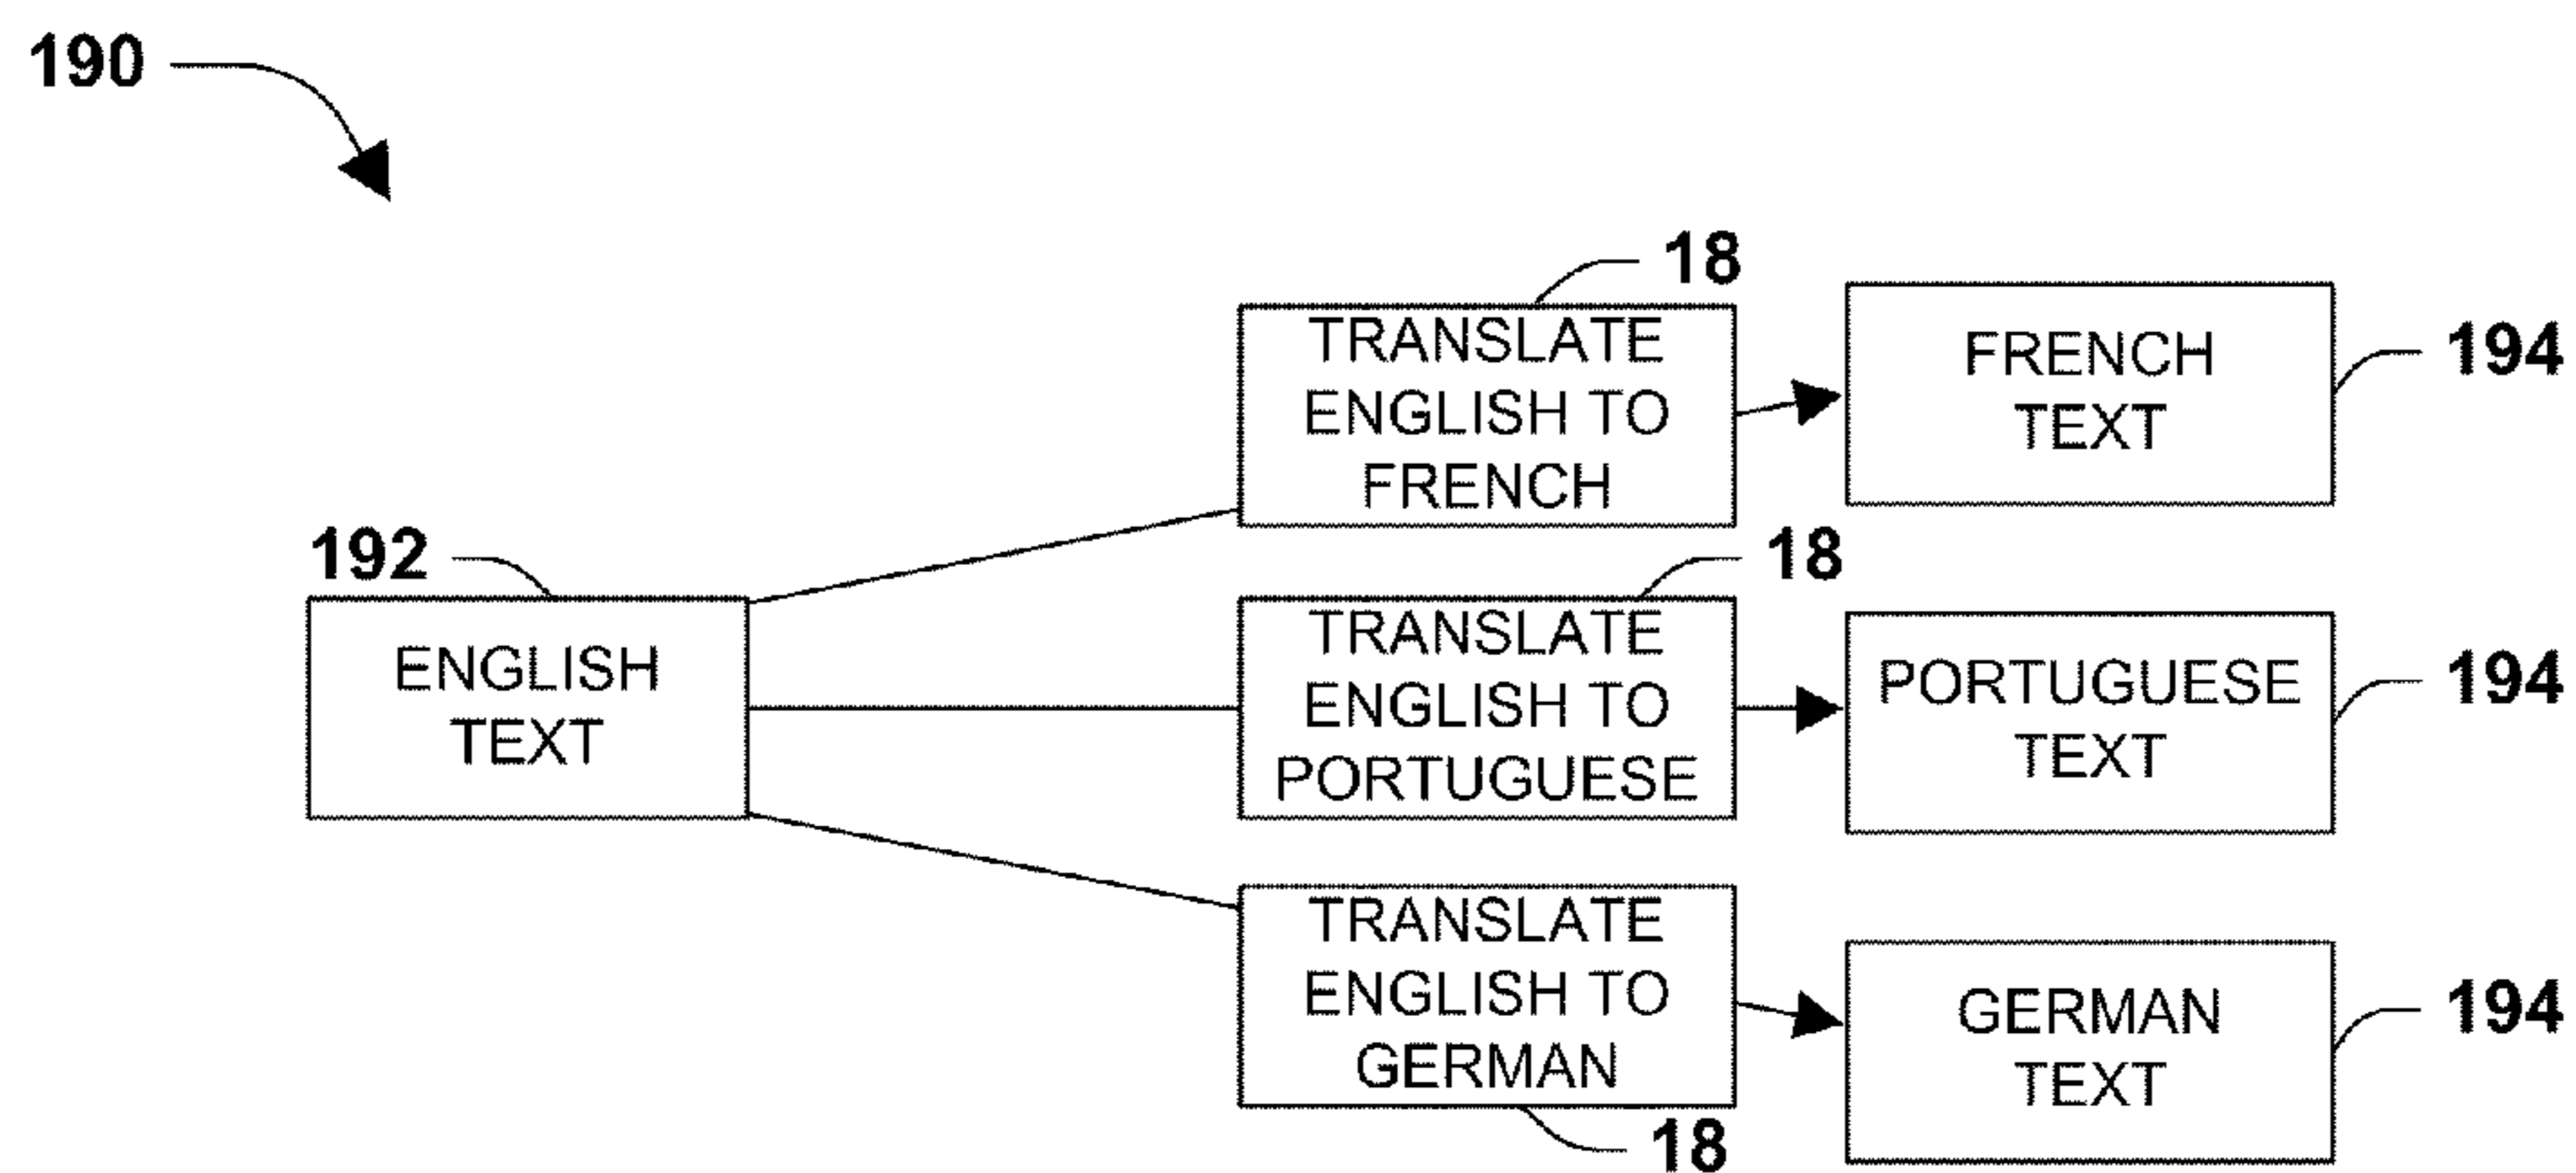 190
18
TRANSLATE
ENGLISH TO
FRENCH
FRENCH
TEXT
194
192
ENGLISH
TEXT
18
TRANSLATE
ENGLISH TO
PORTUGUESE
PORTUGUESE
TEXT
194
TRANSLATE
ENGLISH TO
GERMAN
18
GERMAN
TEXT
194